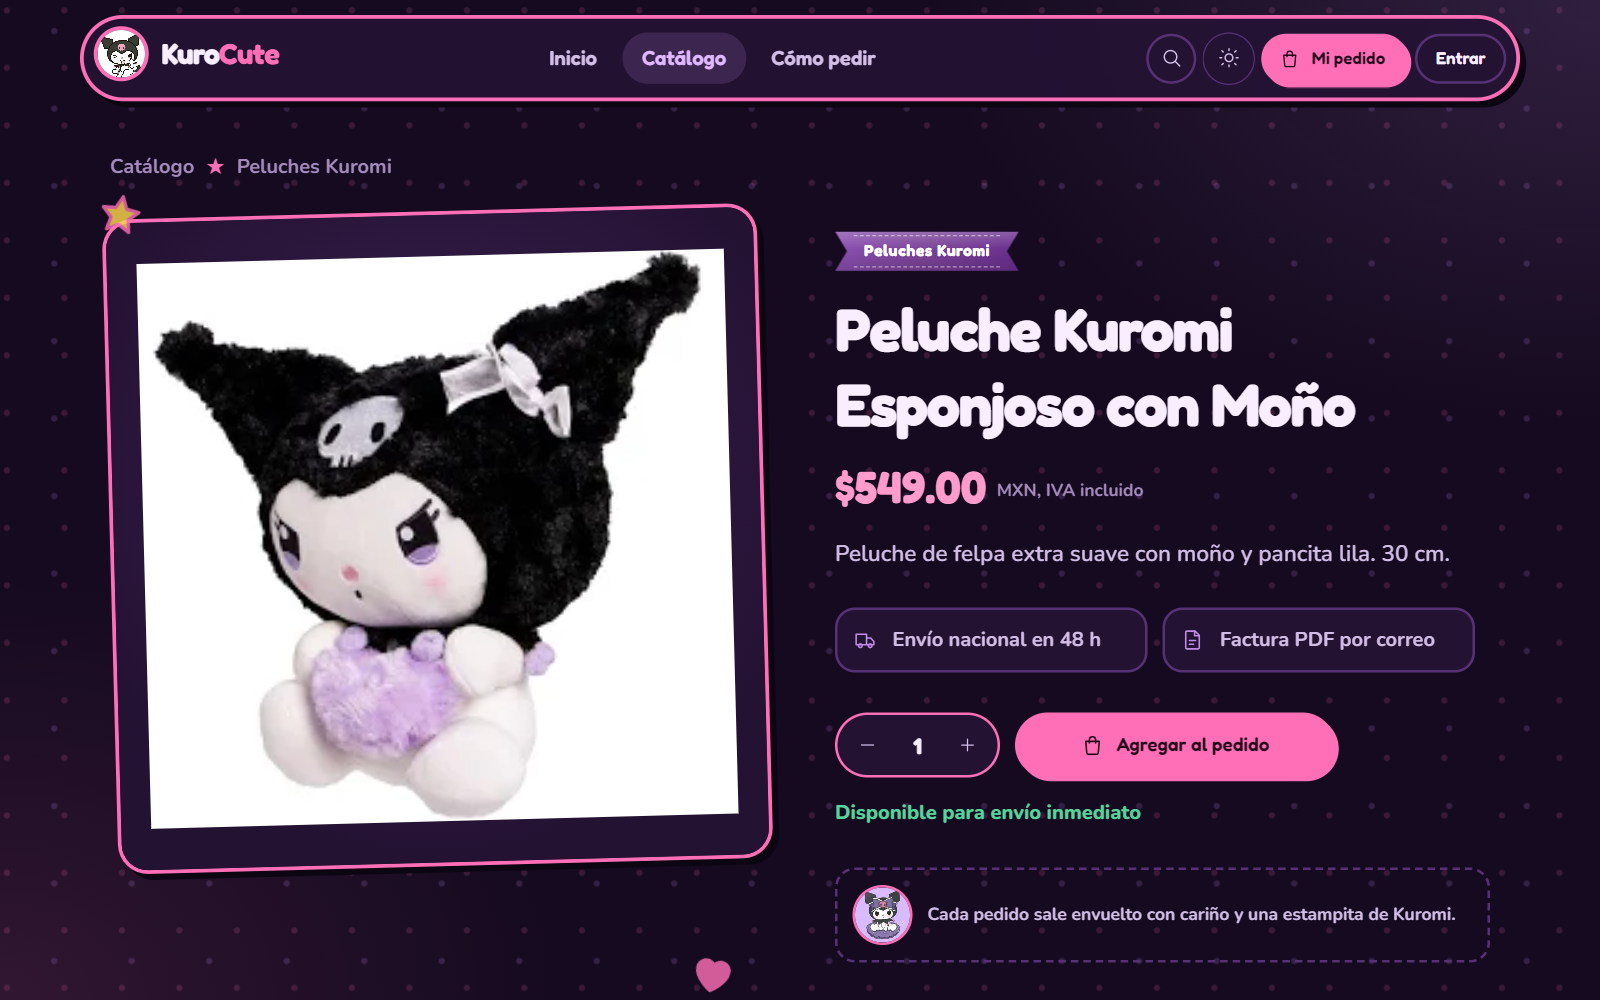 KuroCute
Inicio
Catálogo
Cómo pedir
Mi pedido
Entrar
Catálogo ★ Peluches Kuromi
Peluches Kuromi
Peluche Kuromi
Esponjoso con Moño
$549.00 MXN, IVA incluido
Peluche de felpa extra suave con moño y pancita lila. 30 cm.
Envío nacional en 48 h
Factura PDF por correo
− 1 +
Agregar al pedido
Disponible para envío inmediato
Cada pedido sale envuelto con cariño y una estampita de Kuromi.